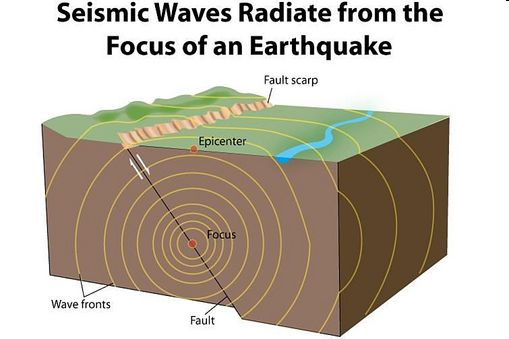 Seismic Waves Radiate from the
Focus of an Earthquake
Fault scarp
Epicenter
Focus
Wave fronts
Fault